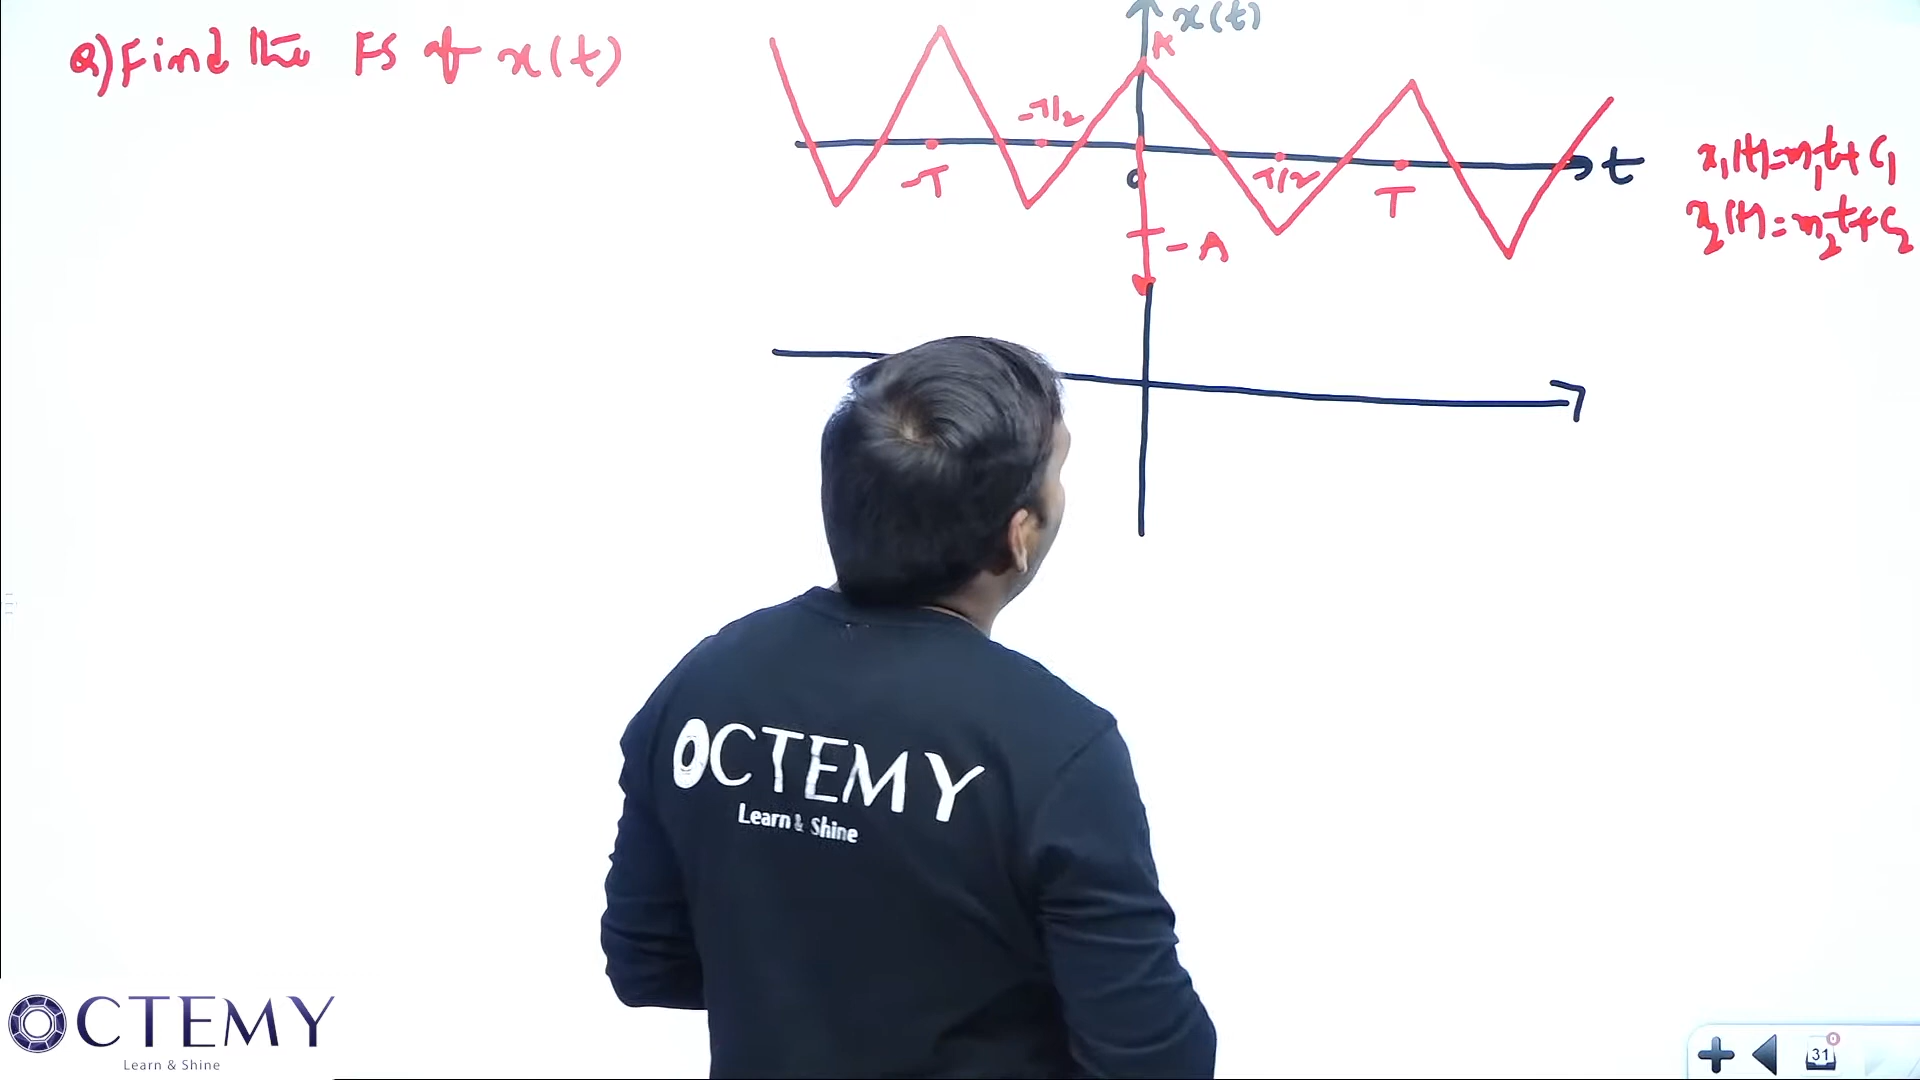 Q) Find the FS of x(t)
x(t)
A
-T/2
-T
0
T/2
T
t
-A
x₁(t)=m₁t+c₁
x₂(t)=m₂t+c₂
OCTEMY
Learn & Shine
OCTEMY
Learn & Shine
31
0